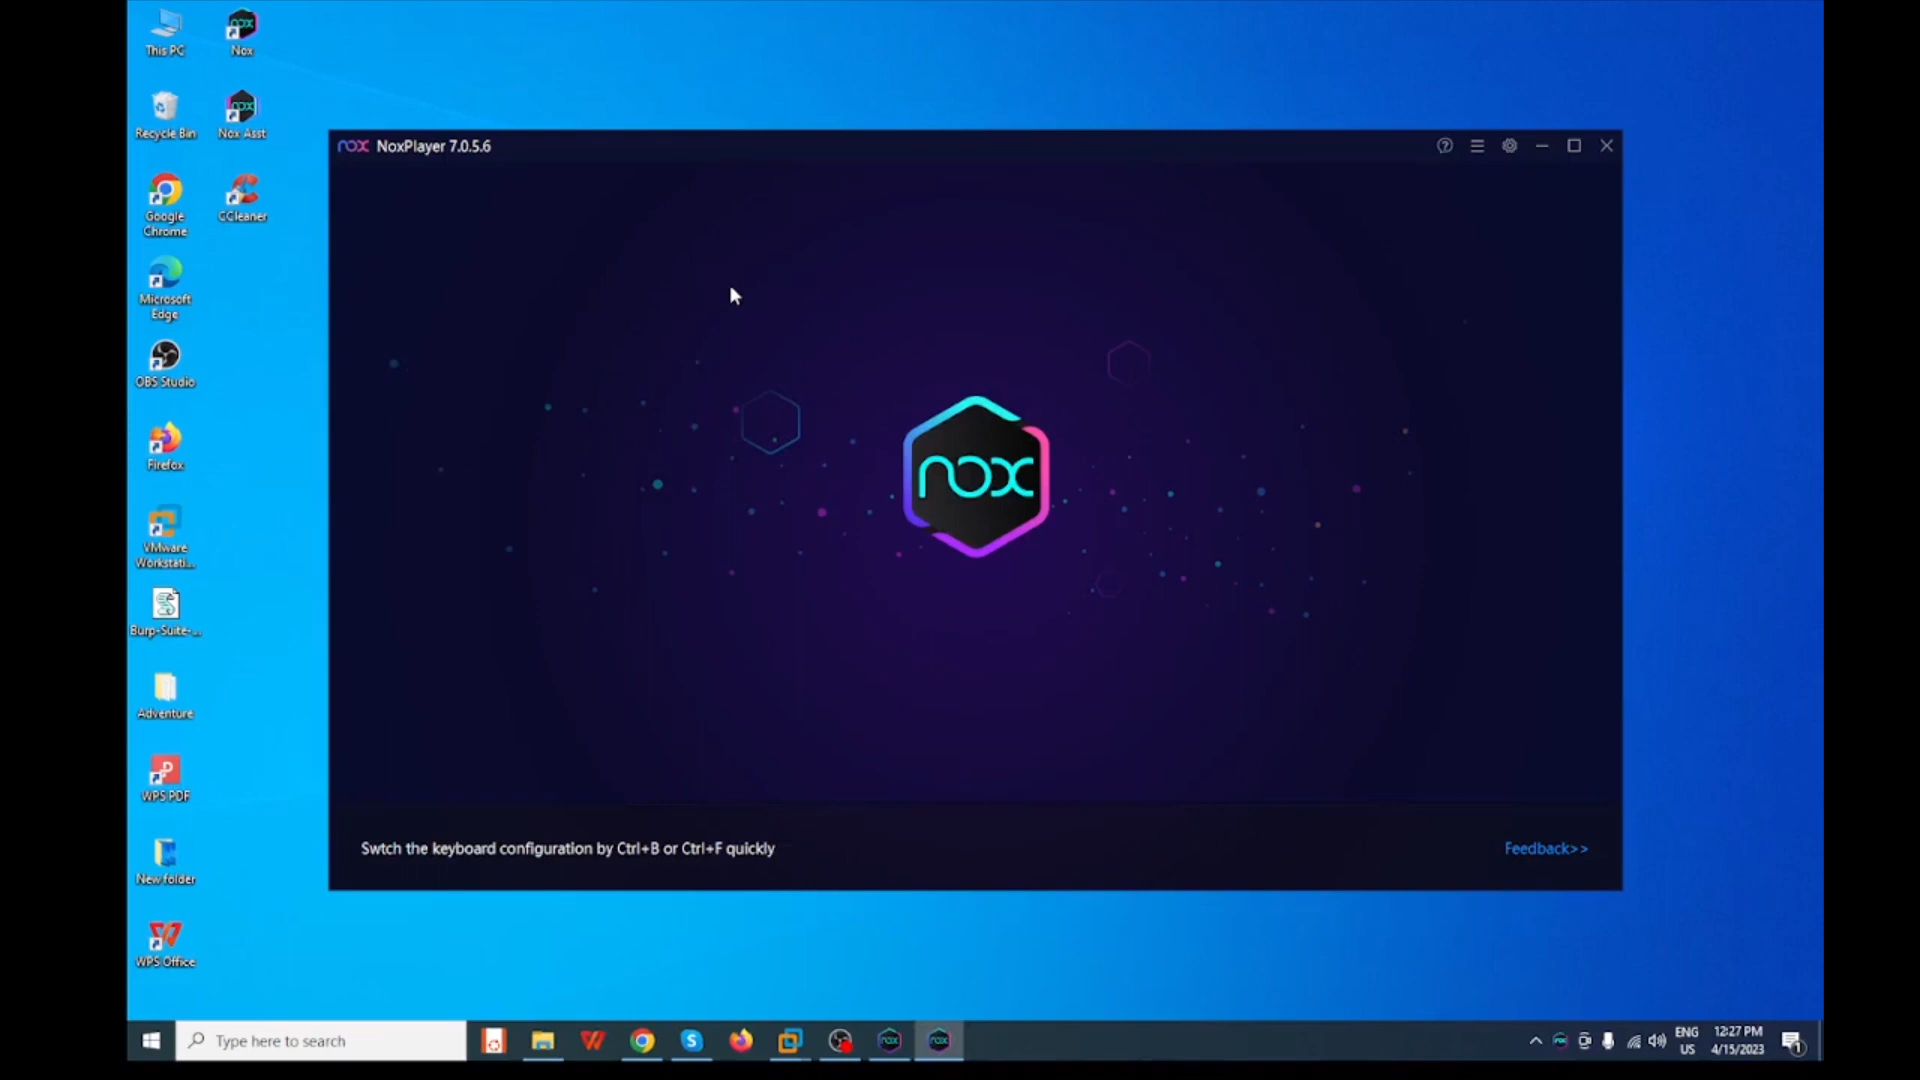 This PC
Nox
Recycle Bin
Nox Asst
Google
Chrome
CCleaner
Microsoft
Edge
OBS Studio
Firefox
VMware
Workstati...
Burp-Suite-...
Adventure
WPS PDF
New folder
WPS Office
nox NoxPlayer 7.0.5.6
nox
Swtch the keyboard configuration by Ctrl+B or Ctrl+F quickly
Feedback>>
Type here to search
ENG
US
12:27 PM
4/15/2023
1